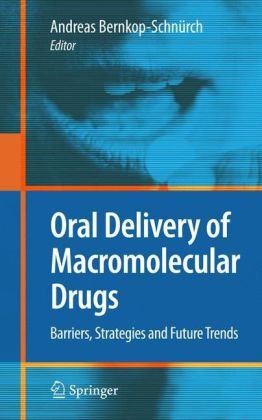 Andreas Bernkop-Schnürch
Editor
Oral Delivery of
Macromolecular
Drugs
Barriers, Strategies and Future Trends
Springer